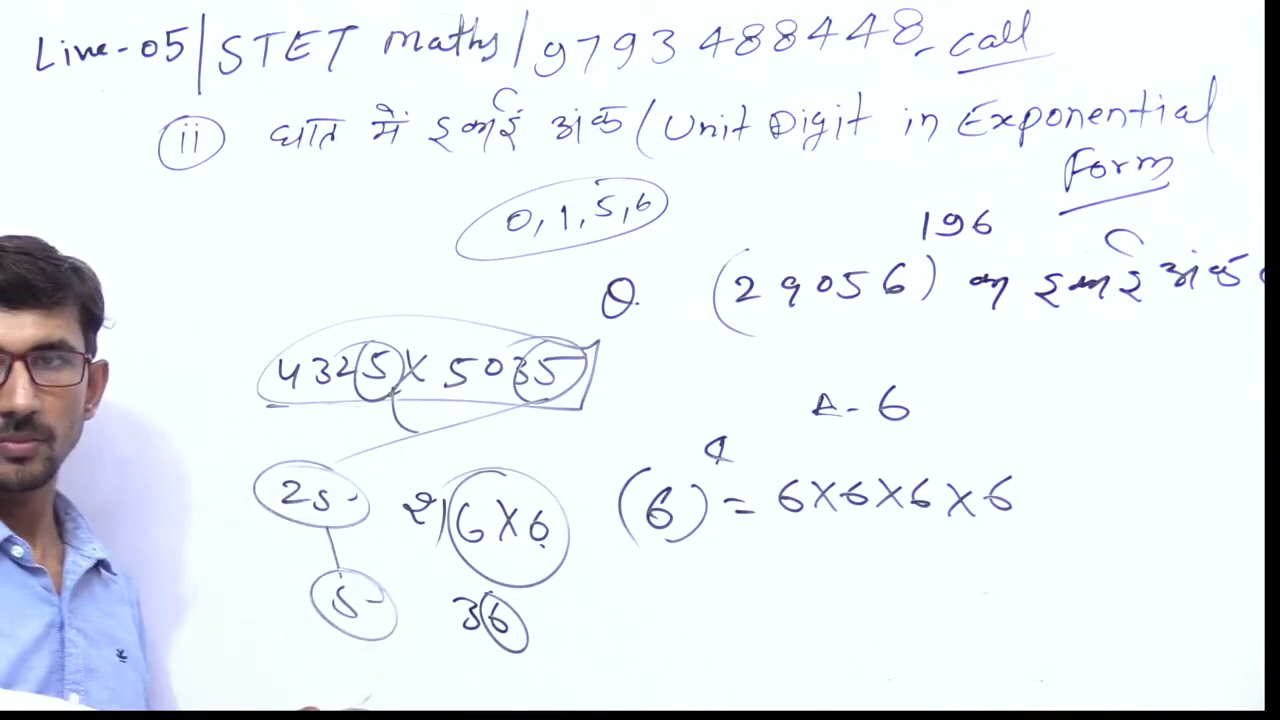 Line-05 | STET maths / 9793488448 - call
(ii) घात में इकाई अंक / Unit Digit in Exponential Form
0, 1, 5, 6
Q. (29056)¹⁹⁶ का इकाई अंक
4325 × 5035
A - 6
25
6 × 6
(6)⁴ = 6×6×6×6
5
36